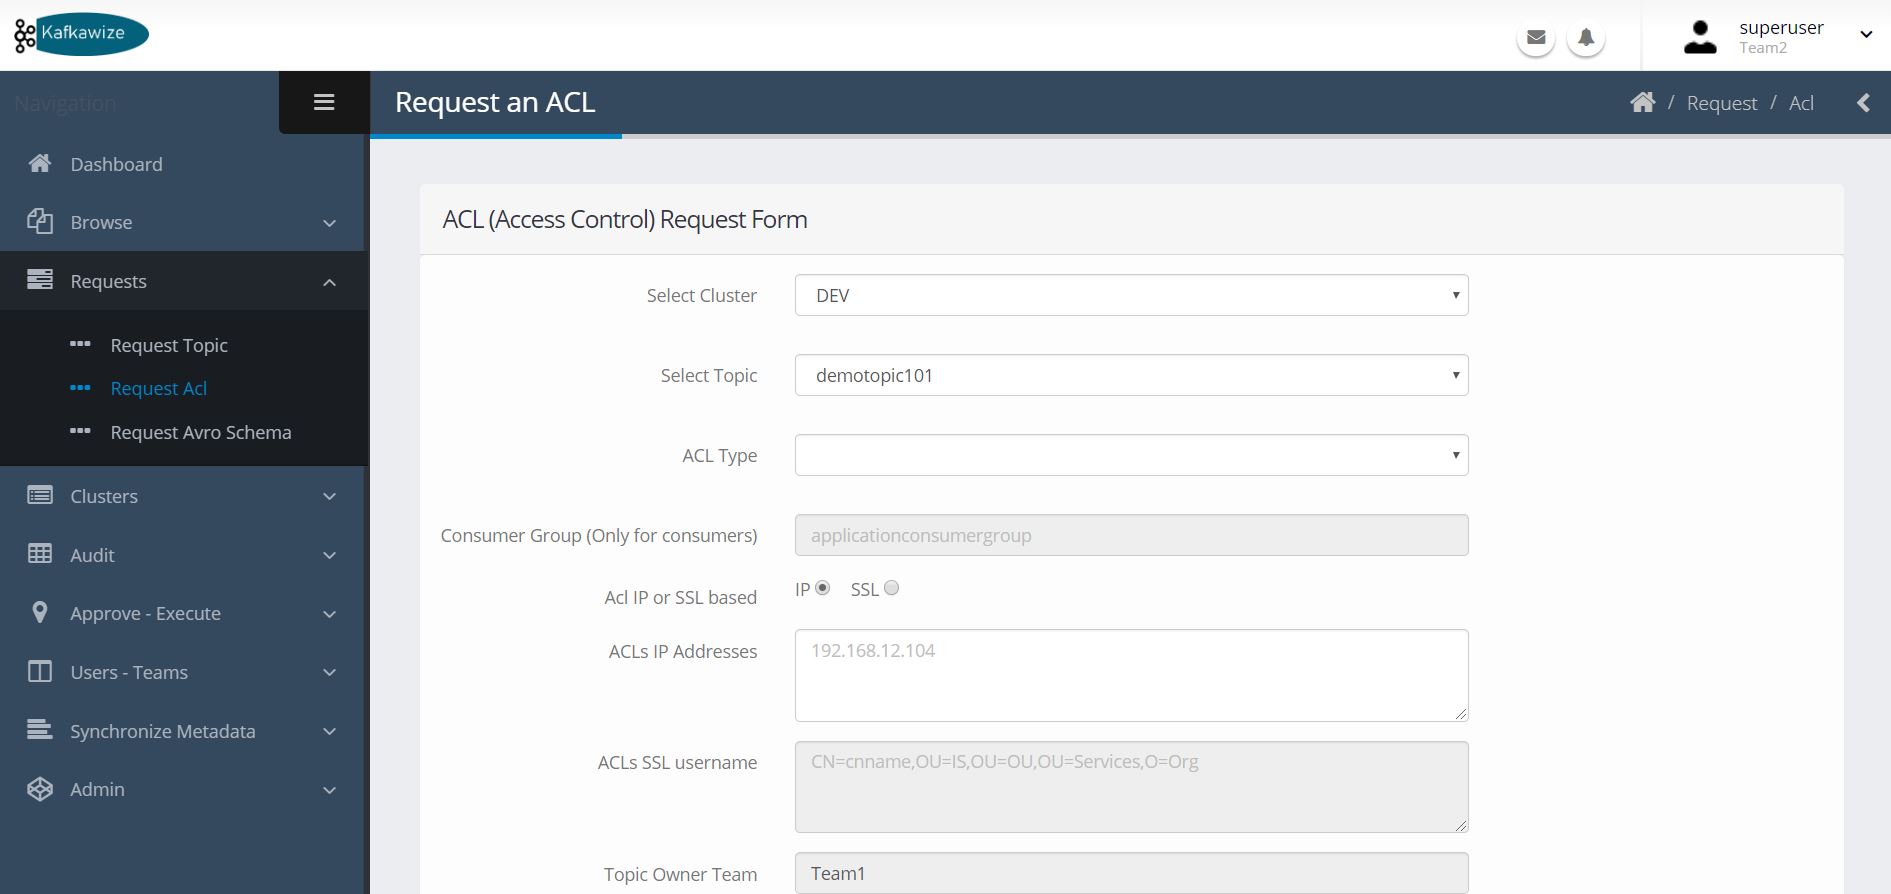 Kafkawize
superuser
Team2
Navigation
Request an ACL
/ Request / Acl
Dashboard
Browse
Requests
Request Topic
Request Acl
Request Avro Schema
Clusters
Audit
Approve - Execute
Users - Teams
Synchronize Metadata
Admin
ACL (Access Control) Request Form
Select Cluster DEV
Select Topic demotopic101
ACL Type
Consumer Group (Only for consumers) applicationconsumergroup
Acl IP or SSL based IP SSL
ACLs IP Addresses 192.168.12.104
ACLs SSL username CN=cnname,OU=IS,OU=OU,OU=Services,O=Org
Topic Owner Team Team1